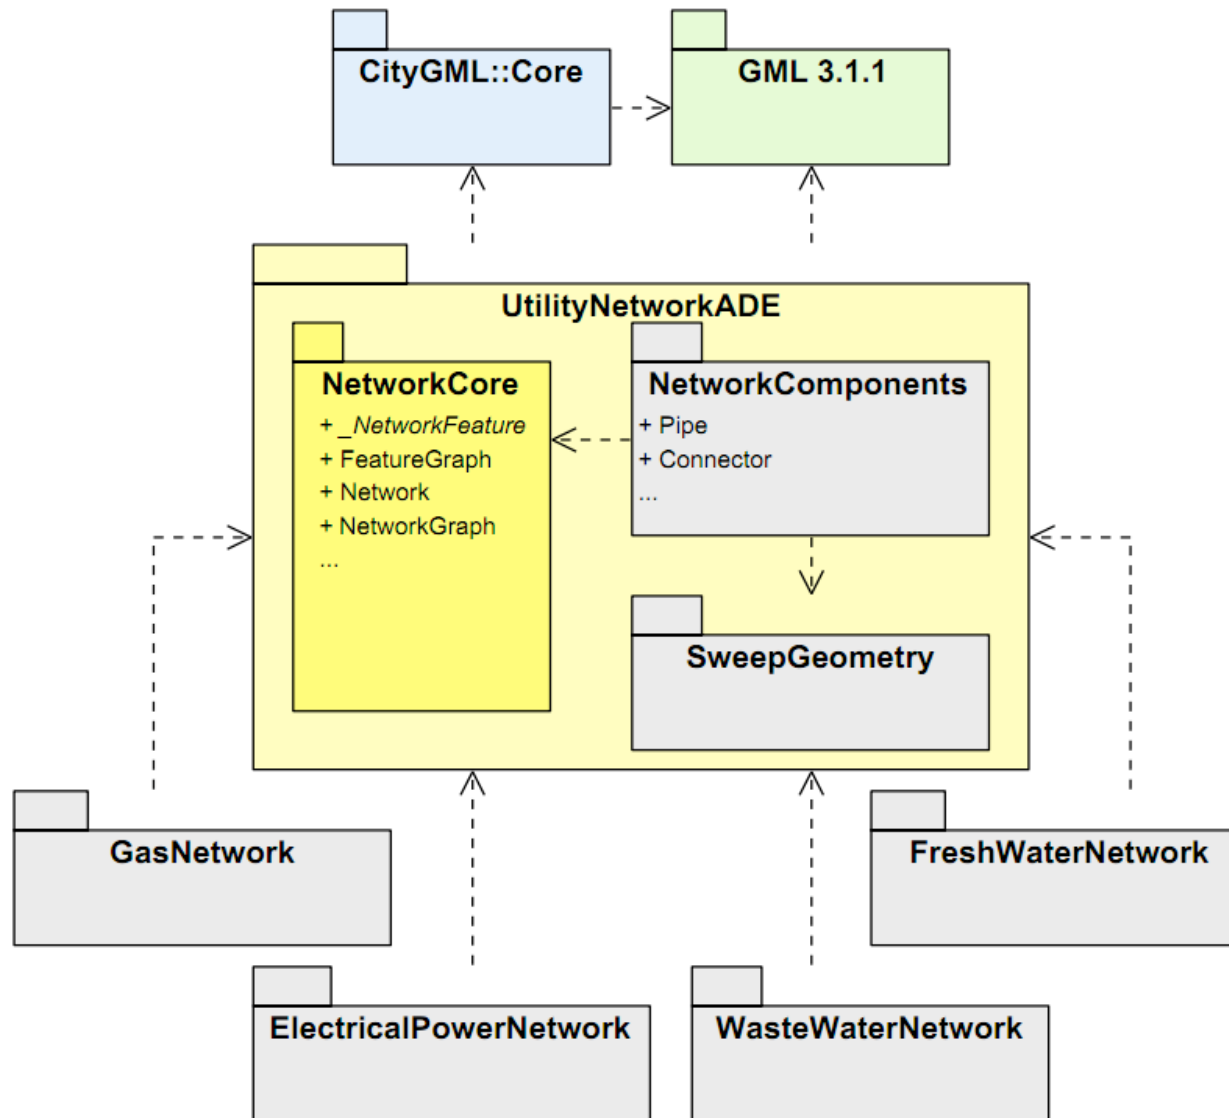 CityGML::Core
GML 3.1.1
UtilityNetworkADE
NetworkCore
+ _NetworkFeature
+ FeatureGraph
+ Network
+ NetworkGraph
...
NetworkComponents
+ Pipe
+ Connector
...
SweepGeometry
GasNetwork
FreshWaterNetwork
ElectricalPowerNetwork
WasteWaterNetwork